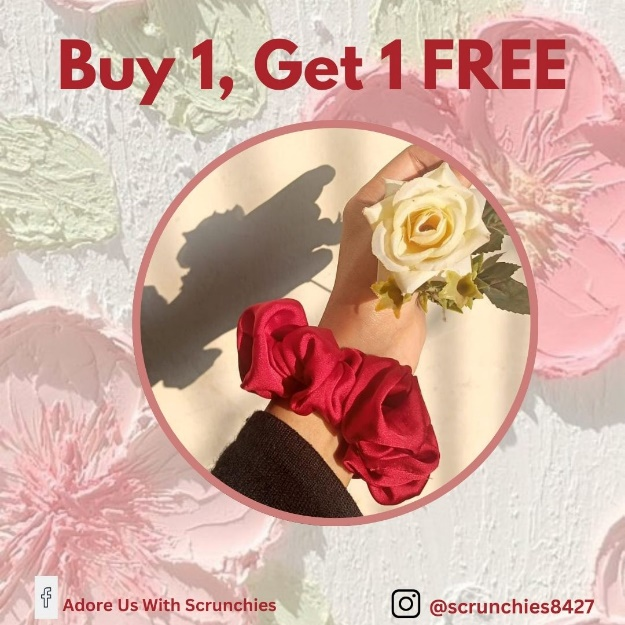 Buy 1, Get 1 FREE
Adore Us With Scrunchies
@scrunchies8427